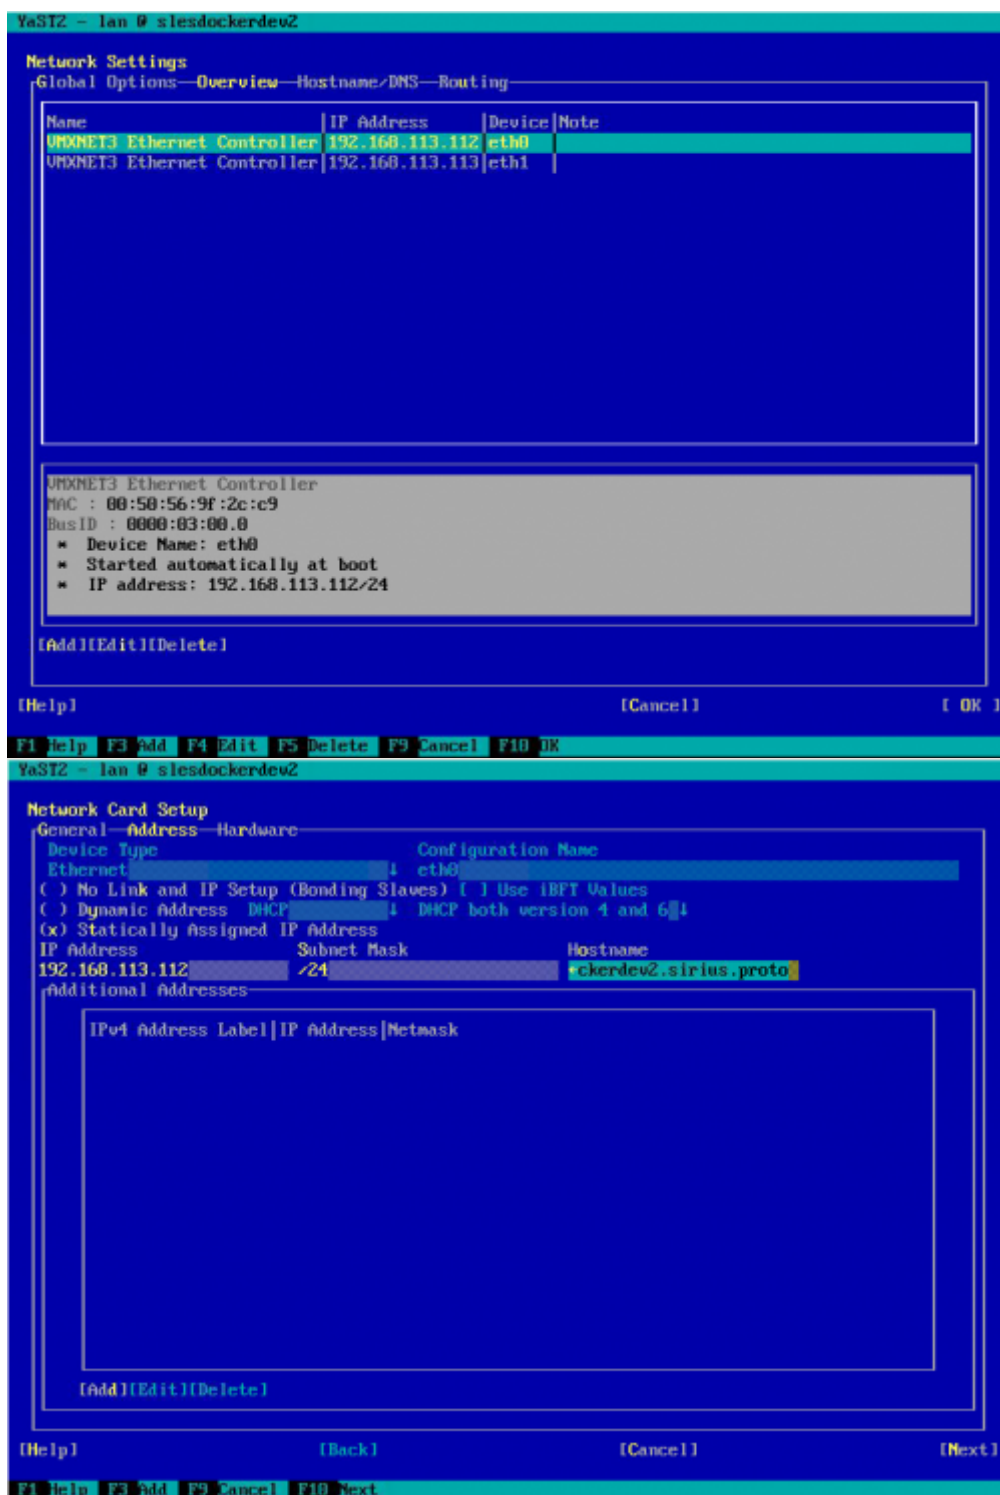 YaST2 - lan @ slesdockerdev2
Network Settings
Global Options—Overview—Hostname/DNS—Routing
Name |IP Address |Device|Note
VMXNET3 Ethernet Controller|192.168.113.112|eth0 |
VMXNET3 Ethernet Controller|192.168.113.113|eth1 |
VMXNET3 Ethernet Controller
MAC : 00:50:56:9f:2c:c9
BusID : 0000:03:00.0
* Device Name: eth0
* Started automatically at boot
* IP address: 192.168.113.112/24
[Add][Edit][Delete]
[Help] [Cancel] [ OK ]
F1 Help F3 Add F4 Edit F5 Delete F9 Cancel F10 OK
YaST2 - lan @ slesdockerdev2
Network Card Setup
General—Address—Hardware
Device Type Configuration Name
Ethernet↓ eth0
( ) No Link and IP Setup (Bonding Slaves) [ ] Use iBFT Values
( ) Dynamic Address DHCP↓ DHCP both version 4 and 6↓
(x) Statically Assigned IP Address
IP Address Subnet Mask Hostname
192.168.113.112 /24 ckerdev2.sirius.proto
Additional Addresses
IPv4 Address Label|IP Address|Netmask
[Add][Edit][Delete]
[Help] [Back] [Cancel] [Next]
F1 Help F3 Add F9 Cancel F10 Next